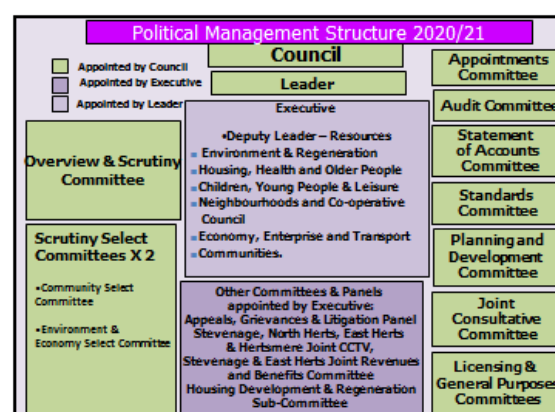 Political Management Structure 2020/21
Appointed by Council
Appointed by Executive
Appointed by Leader
Council
Leader
Executive
•Deputy Leader – Resources
Environment & Regeneration
Housing, Health and Older People
Children, Young People & Leisure
Neighbourhoods and Co-operative
Council
Economy, Enterprise and Transport
Communities.
Overview & Scrutiny
Committee
Scrutiny Select
Committees X 2
•Community Select
Committee
•Environment &
Economy Select Committee
Other Committees & Panels
appointed by Executive:
Appeals, Grievances & Litigation Panel
Stevenage, North Herts, East Herts
& Hertsmere Joint CCTV,
Stevenage & East Herts Joint Revenues
and Benefits Committee
Housing Development & Regeneration
Sub-Committee
Appointments
Committee
Audit Committee
Statement
of Accounts
Committee
Standards
Committee
Planning and
Development
Committee
Joint
Consultative
Committee
Licensing &
General Purposes
Committees